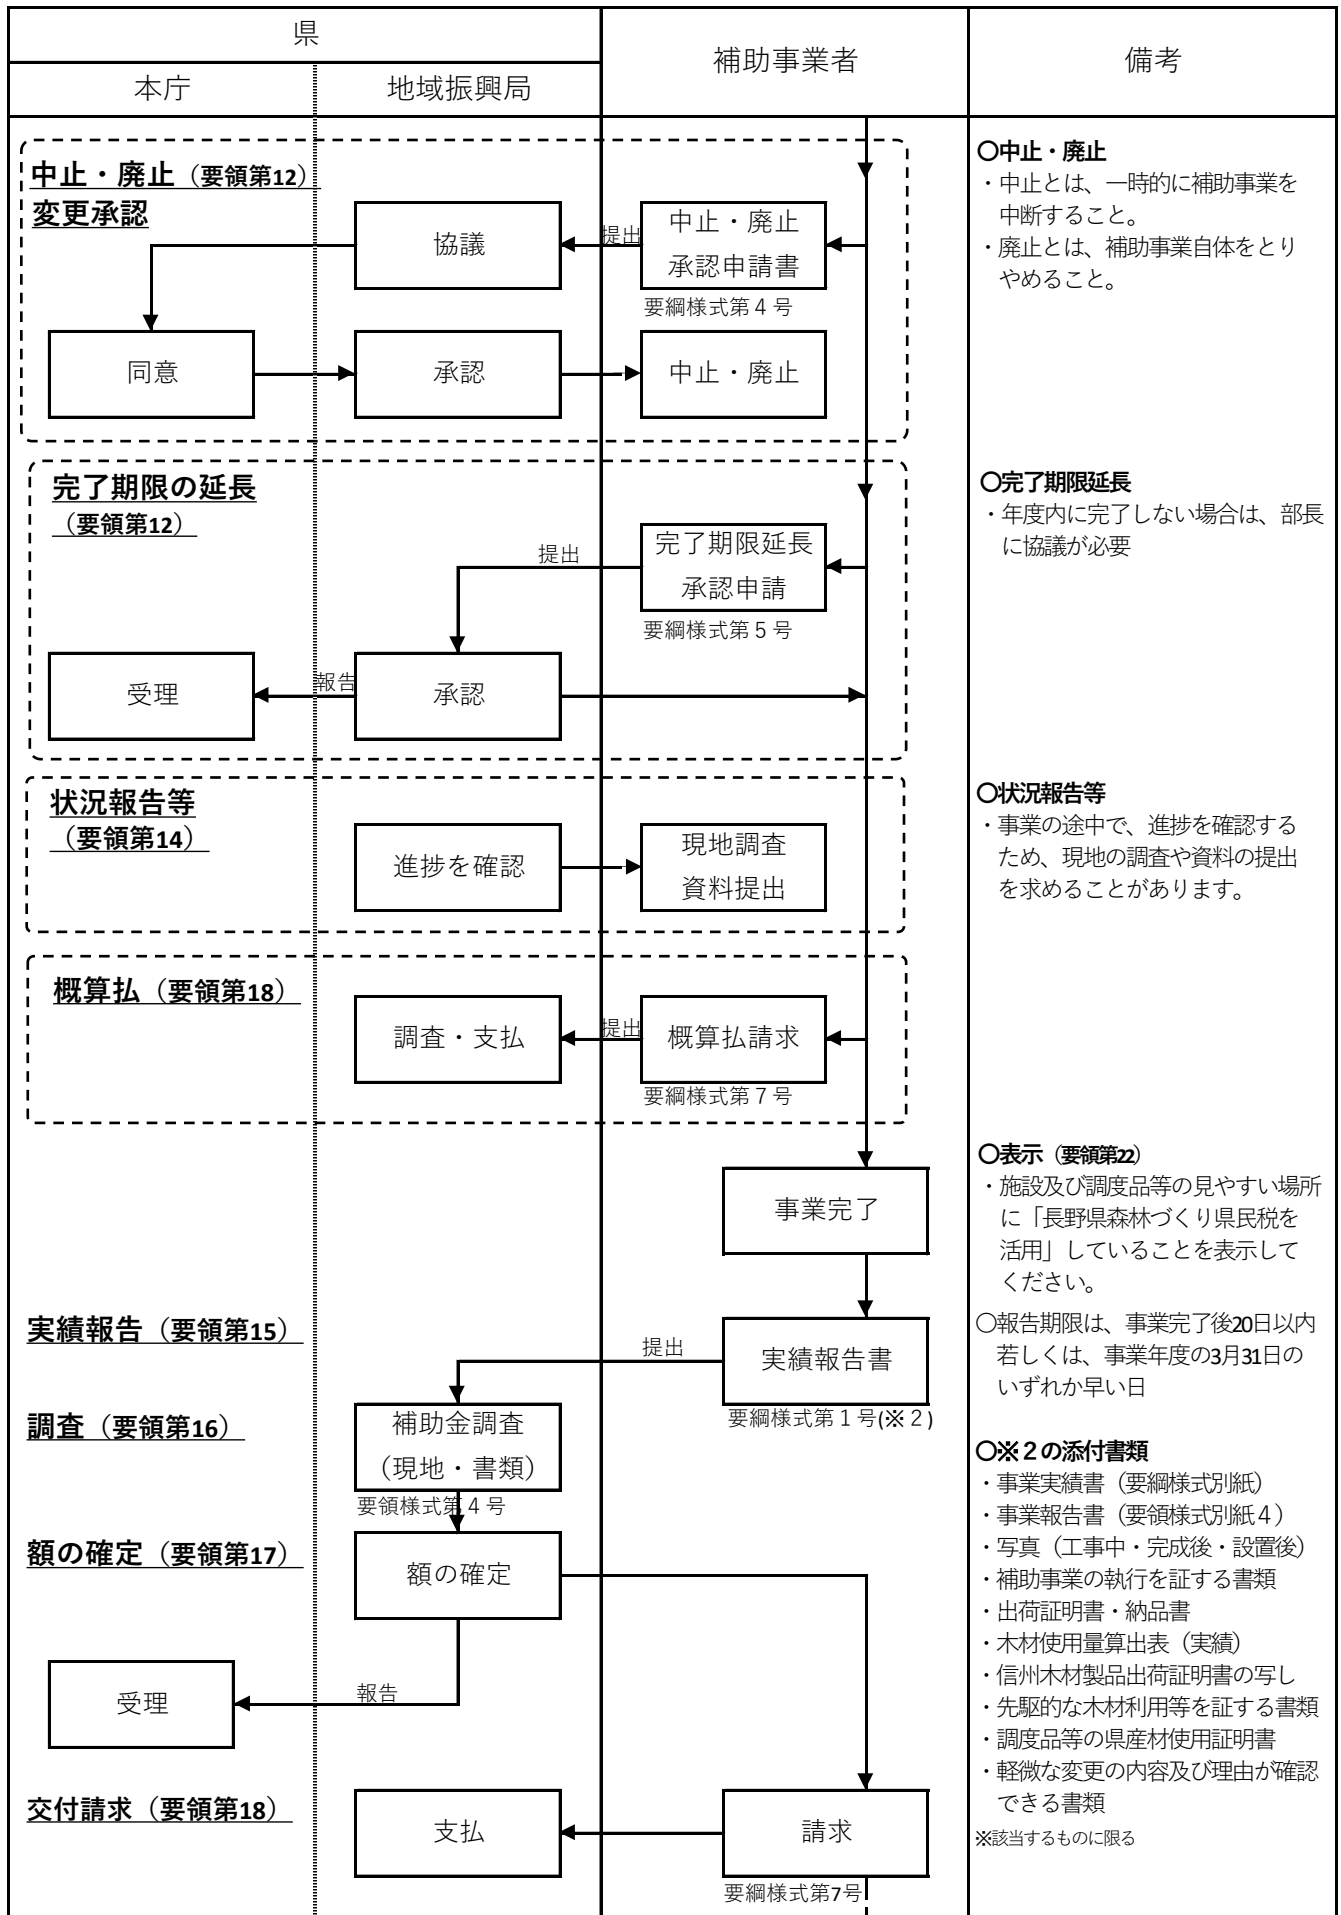 県
本庁
地域振興局
補助事業者
備考
中止・廃止（要領第12）
変更承認
協議
提出
中止・廃止
承認申請書
要綱様式第４号
同意
承認
中止・廃止
〇中止・廃止
・中止とは、一時的に補助事業を
中断すること。
・廃止とは、補助事業自体をとり
やめること。
完了期限の延長
（要領第12）
提出
完了期限延長
承認申請
要綱様式第５号
受理
報告
承認
〇完了期限延長
・年度内に完了しない場合は、部長
に協議が必要
状況報告等
（要領第14）
進捗を確認
現地調査
資料提出
〇状況報告等
・事業の途中で、進捗を確認する
ため、現地の調査や資料の提出
を求めることがあります。
概算払（要領第18）
調査・支払
提出
概算払請求
要綱様式第７号
事業完了
〇表示（要領第22）
・施設及び調度品等の見やすい場所
に「長野県森林づくり県民税を
活用」していることを表示して
ください。
実績報告（要領第15）
提出
実績報告書
要綱様式第１号(※２)
〇報告期限は、事業完了後20日以内
若しくは、事業年度の3月31日の
いずれか早い日
調査（要領第16）
補助金調査
（現地・書類）
要領様式第４号
額の確定（要領第17）
額の確定
受理
報告
〇※２の添付書類
・事業実績書（要綱様式別紙）
・事業報告書（要領様式別紙４）
・写真（工事中・完成後・設置後）
・補助事業の執行を証する書類
・出荷証明書・納品書
・木材使用量算出表（実績）
・信州木材製品出荷証明書の写し
・先駆的な木材利用等を証する書類
・調度品等の県産材使用証明書
・軽微な変更の内容及び理由が確認
できる書類
※該当するものに限る
交付請求（要領第18）
支払
請求
要綱様式第7号